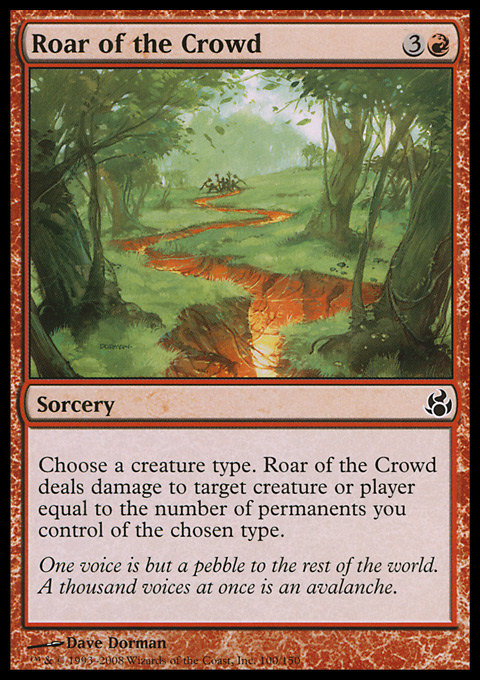 Roar of the Crowd
3
DORMAN
Sorcery
Choose a creature type. Roar of the Crowd
deals damage to target creature or player
equal to the number of permanents you
control of the chosen type.
One voice is but a pebble to the rest of the world.
A thousand voices at once is an avalanche.
Dave Dorman
™ & © 1993–2008 Wizards of the Coast, Inc. 100/150